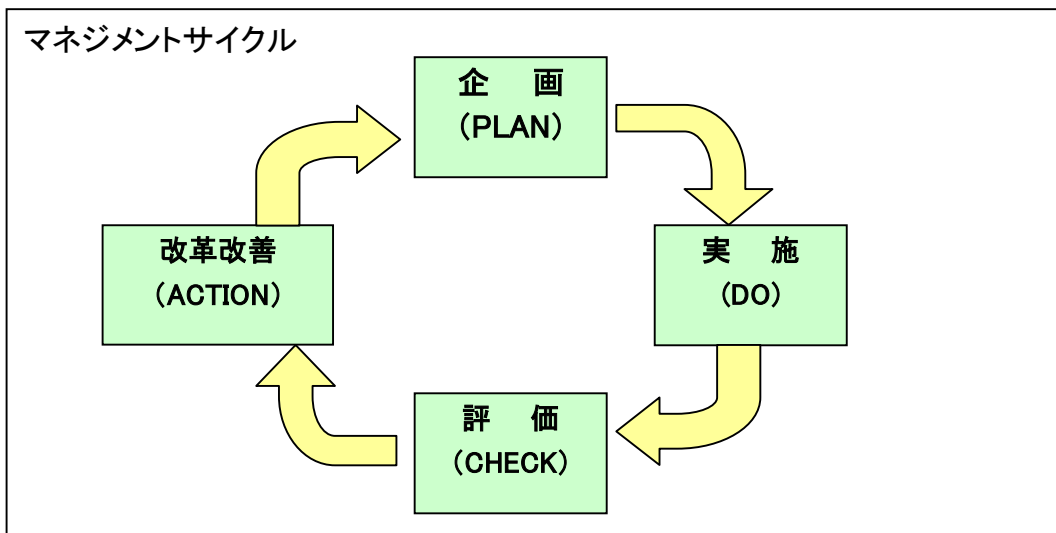 マネジメントサイクル
企　画
（PLAN）
実　施
（DO）
評　価
（CHECK）
改革改善
（ACTION）